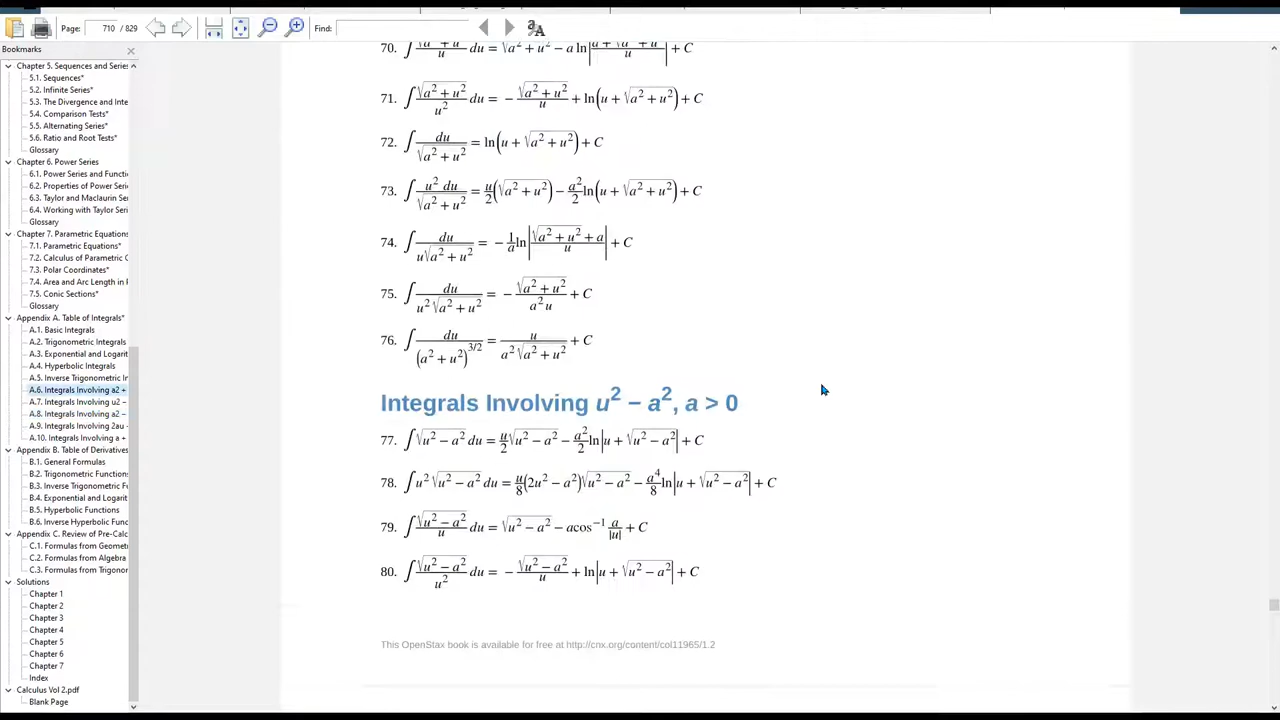 Page: 710 / 829 Find:
Bookmarks
Chapter 5. Sequences and Serie
5.1. Sequences*
5.2. Infinite Series*
5.3. The Divergence and Inte
5.4. Comparison Tests*
5.5. Alternating Series*
5.6. Ratio and Root Tests*
Glossary
Chapter 6. Power Series
6.1. Power Series and Functi
6.2. Properties of Power Seri
6.3. Taylor and Maclaurin Ser
6.4. Working with Taylor Seri
Glossary
Chapter 7. Parametric Equations
7.1. Parametric Equations*
7.2. Calculus of Parametric C
7.3. Polar Coordinates*
7.4. Area and Arc Length in P
7.5. Conic Sections*
Glossary
Appendix A. Table of Integrals*
A.1. Basic Integrals
A.2. Trigonometric Integrals
A.3. Exponential and Logarit
A.4. Hyperbolic Integrals
A.5. Inverse Trigonometric In
A.6. Integrals Involving a2 +
A.7. Integrals Involving u2 −
A.8. Integrals Involving a2 −
A.9. Integrals Involving 2au −
A.10. Integrals Involving a +
Appendix B. Table of Derivatives
B.1. General Formulas
B.2. Trigonometric Functions
B.3. Inverse Trigonometric F
B.4. Exponential and Logarit
B.5. Hyperbolic Functions
B.6. Inverse Hyperbolic Func
Appendix C. Review of Pre-Calc
C.1. Formulas from Geometr
C.2. Formulas from Algebra
C.3. Formulas from Trigonor
Solutions
Chapter 1
Chapter 2
Chapter 3
Chapter 4
Chapter 5
Chapter 6
Chapter 7
Index
Calculus Vol 2.pdf
Blank Page
70. ∫ √(a² + u²)/u du = √(a² + u²) − a ln|(a + √(a² + u²))/u| + C
71. ∫ √(a² + u²)/u² du = − √(a² + u²)/u + ln(u + √(a² + u²)) + C
72. ∫ du/√(a² + u²) = ln(u + √(a² + u²)) + C
73. ∫ u² du/√(a² + u²) = u/2(√(a² + u²)) − a²/2 ln(u + √(a² + u²)) + C
74. ∫ du/(u√(a² + u²)) = − 1/a ln|(√(a² + u²) + a)/u| + C
75. ∫ du/(u²√(a² + u²)) = − √(a² + u²)/(a²u) + C
76. ∫ du/(a² + u²)^(3/2) = u/(a²√(a² + u²)) + C
Integrals Involving u² − a², a > 0
77. ∫ √(u² − a²) du = u/2 √(u² − a²) − a²/2 ln|u + √(u² − a²)| + C
78. ∫ u² √(u² − a²) du = u/8(2u² − a²)√(u² − a²) − a⁴/8 ln|u + √(u² − a²)| + C
79. ∫ √(u² − a²)/u du = √(u² − a²) − a cos⁻¹ a/|u| + C
80. ∫ √(u² − a²)/u² du = − √(u² − a²)/u + ln|u + √(u² − a²)| + C
This OpenStax book is available for free at http://cnx.org/content/col11965/1.2